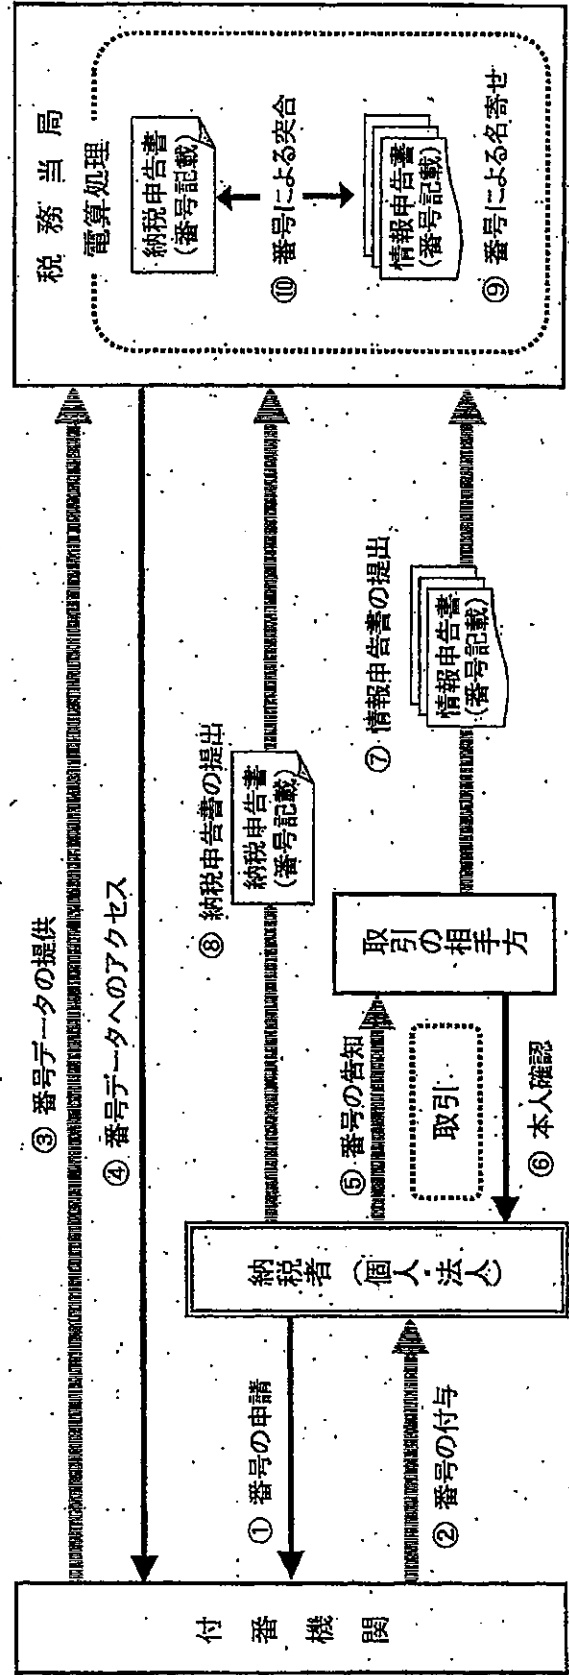 付番機関
① 番号の申請
② 番号の付与
③ 番号データの提供
④ 番号データへのアクセス
納税者(個人・法人)
⑤ 番号の告知
取引
⑥ 本人確認
取引の相手方
⑧ 納税申告書の提出
納税申告書
(番号記載)
⑦ 情報申告書の提出
情報申告書
(番号記載)
税務当局
電算処理
納税申告書
(番号記載)
⑩ 番号による突合
情報申告書
(番号記載)
⑨ 番号による名寄せ